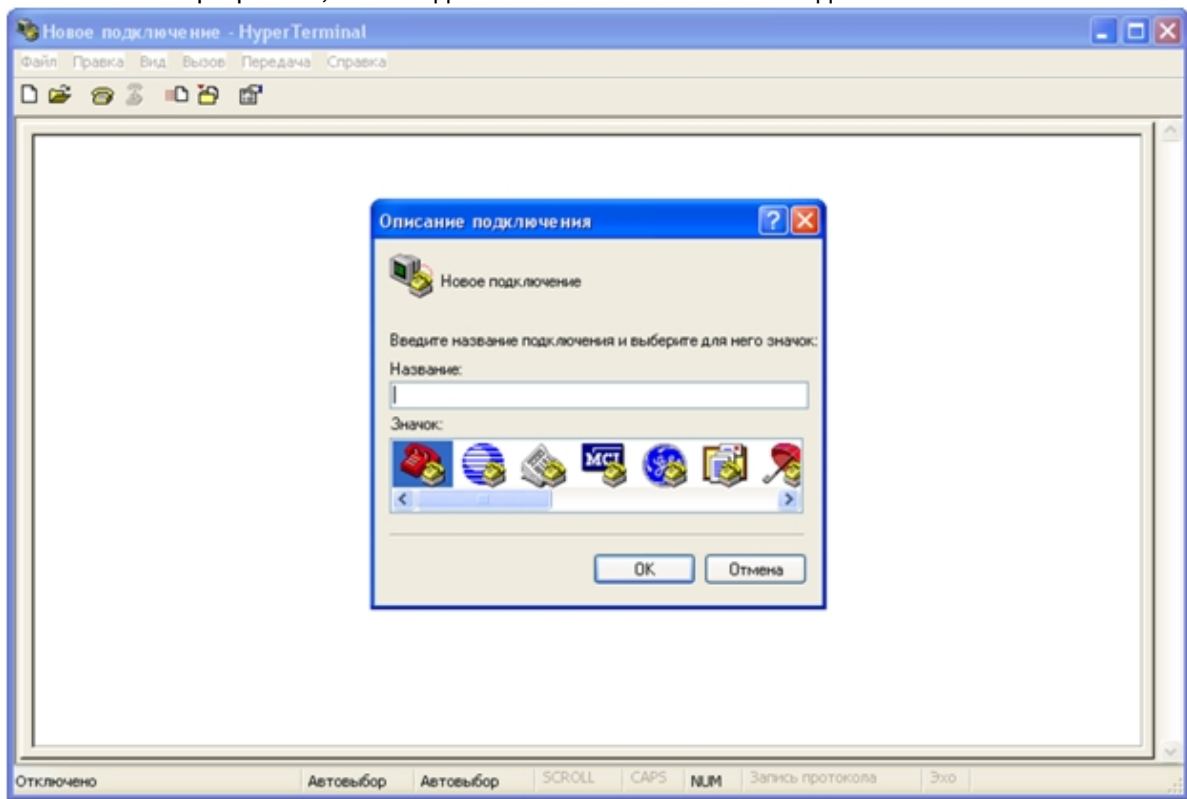 Новое подключение - HyperTerminal
Файл Правка Вид Вызов Передача Справка
Описание подключения
Новое подключение
Введите название подключения и выберите для него значок:
Название:
Значок:
MCI
OK Отмена
Отключено Автовыбор Автовыбор SCROLL CAPS NUM Запись протокола Эхо